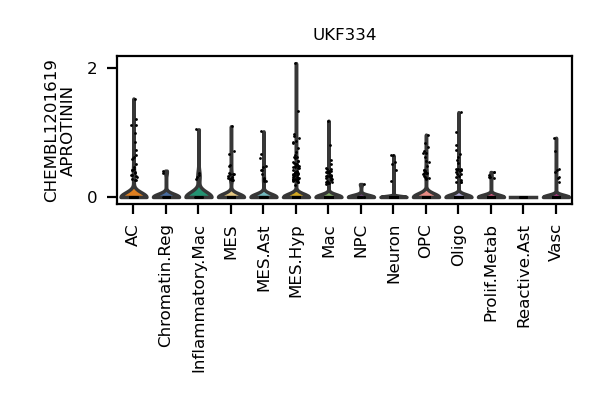 UKF334
CHEMBL1201619
APROTININ
2
0
AC
Chromatin.Reg
Inflammatory.Mac
MES
MES.Ast
MES.Hyp
Mac
NPC
Neuron
OPC
Oligo
Prolif.Metab
Reactive.Ast
Vasc